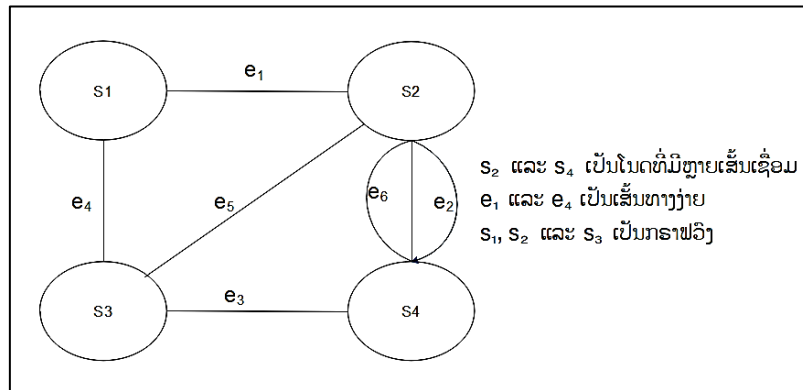 e₁
S1
S2
s₂ ແລະ s₄ ເປັນໂນດທີ່ມີຫຼາຍເສັ້ນເຊື່ອມ
e₄
e₅
e₆
e₂
e₁ ແລະ e₄ ເປັນເສັ້ນທາງງ່າຍ
s₁, s₂ ແລະ s₃ ເປັນກຣາຟວົງ
e₃
S3
S4